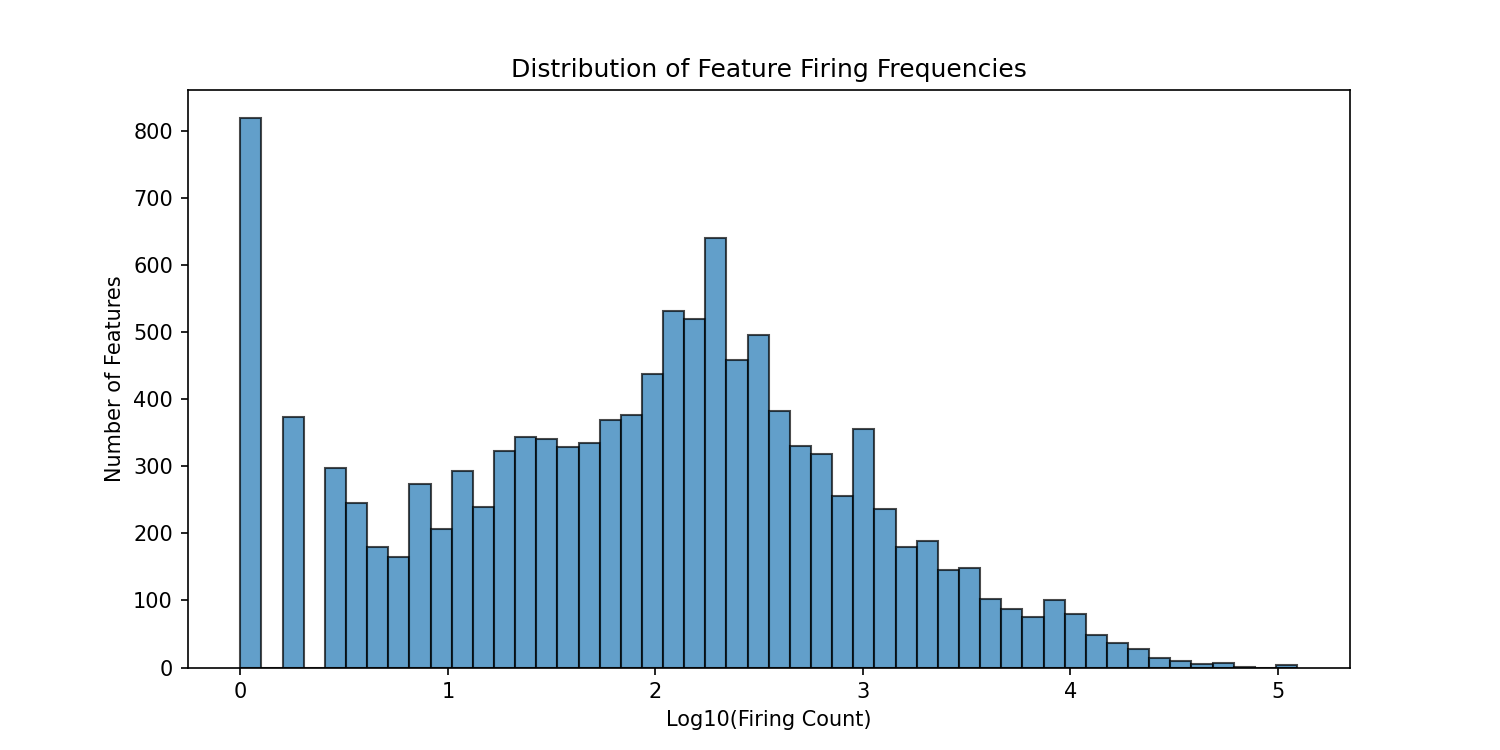 Distribution of Feature Firing Frequencies
Number of Features
800
700
600
500
400
300
200
100
0
0 1 2 3 4 5
Log10(Firing Count)